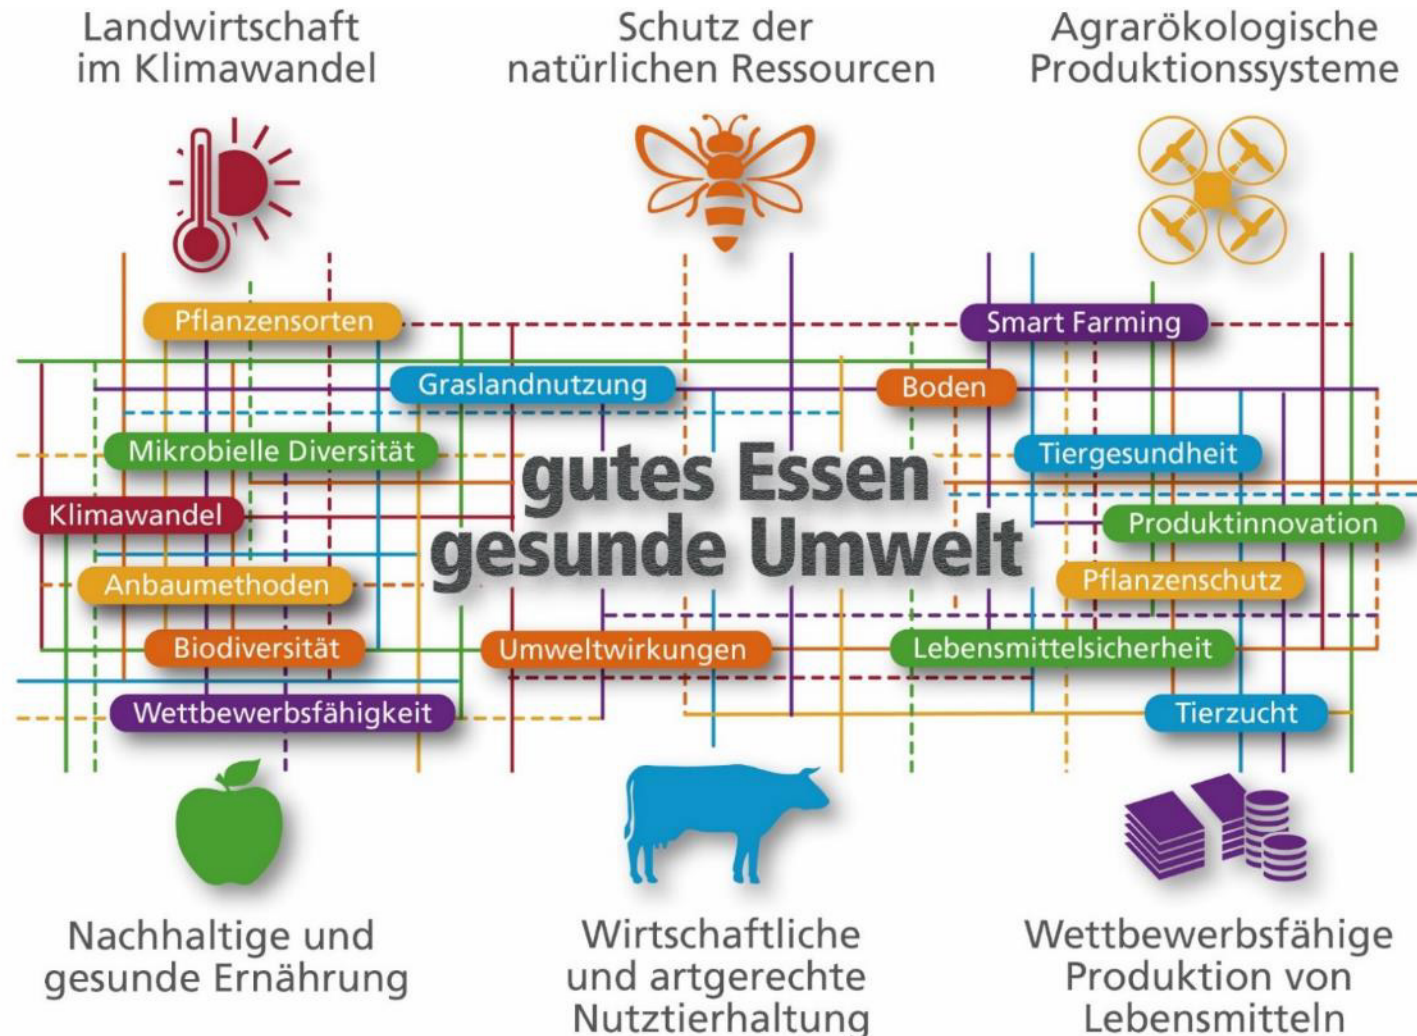 Landwirtschaft
im Klimawandel
Schutz der
natürlichen Ressourcen
Agrarökologische
Produktionssysteme
Pflanzensorten
Smart Farming
Graslandnutzung
Boden
Mikrobielle Diversität
gutes Essen
gesunde Umwelt
Tiergesundheit
Klimawandel
Produktinnovation
Anbaumethoden
Pflanzenschutz
Biodiversität
Umweltwirkungen
Lebensmittelsicherheit
Wettbewerbsfähigkeit
Tierzucht
Nachhaltige und
gesunde Ernährung
Wirtschaftliche
und artgerechte
Nutztierhaltung
Wettbewerbsfähige
Produktion von
Lebensmitteln